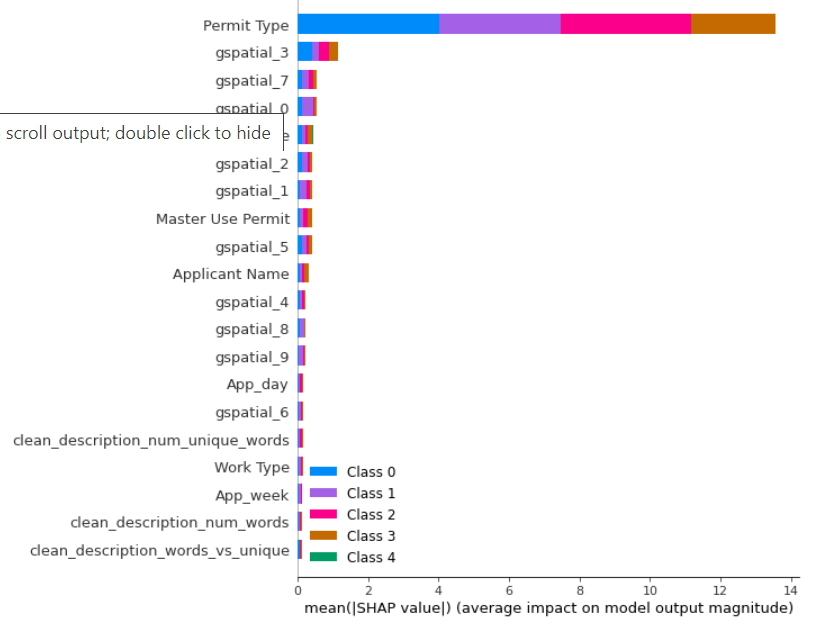 Permit Type
gspatial_3
gspatial_7
gspatial_0
scroll output; double click to hide
e
gspatial_2
gspatial_1
Master Use Permit
gspatial_5
Applicant Name
gspatial_4
gspatial_8
gspatial_9
App_day
gspatial_6
clean_description_num_unique_words
Work Type
App_week
clean_description_num_words
clean_description_words_vs_unique
Class 0
Class 1
Class 2
Class 3
Class 4
0 2 4 6 8 10 12 14
mean(|SHAP value|) (average impact on model output magnitude)